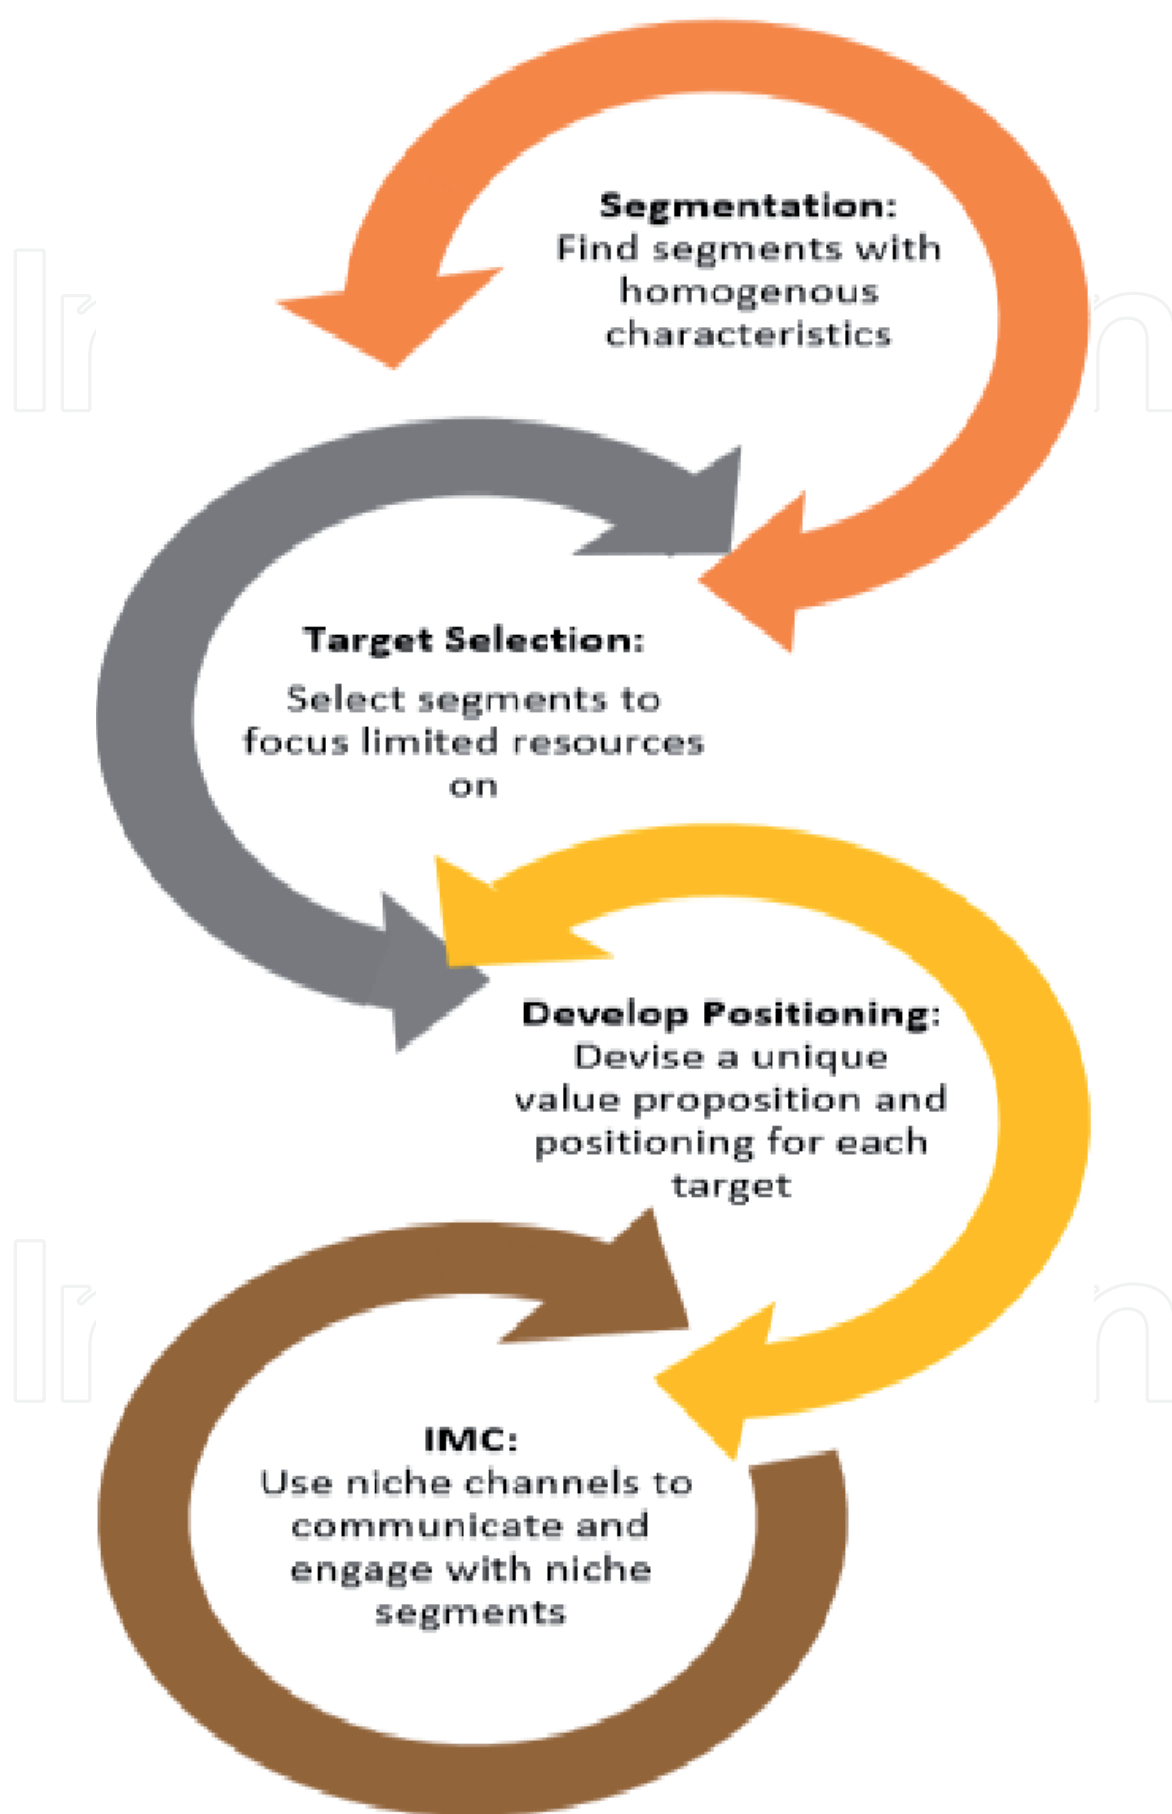 Segmentation:
Find segments with
homogenous
characteristics
Target Selection:
Select segments to
focus limited resources
on
Develop Positioning:
Devise a unique
value proposition and
positioning for each
target
IMC:
Use niche channels to
communicate and
engage with niche
segments